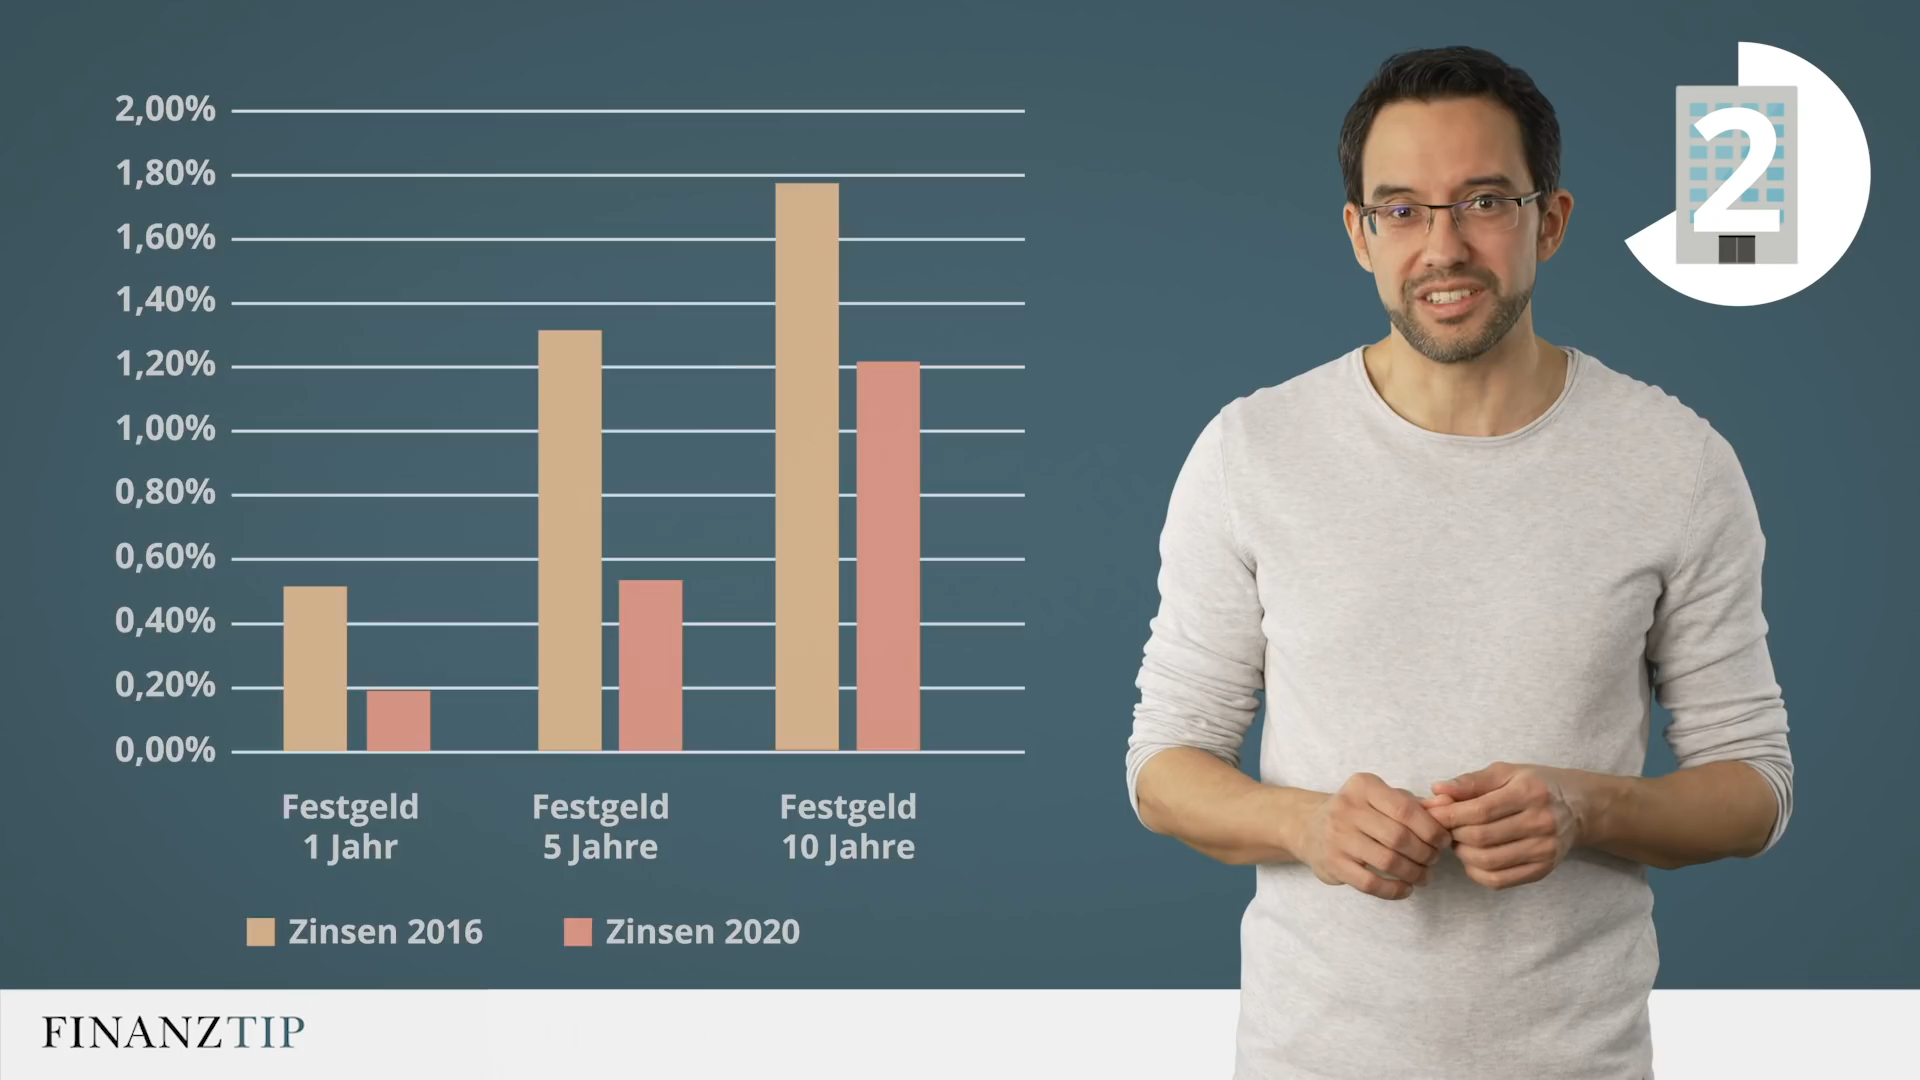 2,00%
1,80%
1,60%
1,40%
1,20%
1,00%
0,80%
0,60%
0,40%
0,20%
0,00%
Festgeld
1 Jahr
Festgeld
5 Jahre
Festgeld
10 Jahre
Zinsen 2016
Zinsen 2020
2
FINANZTIP